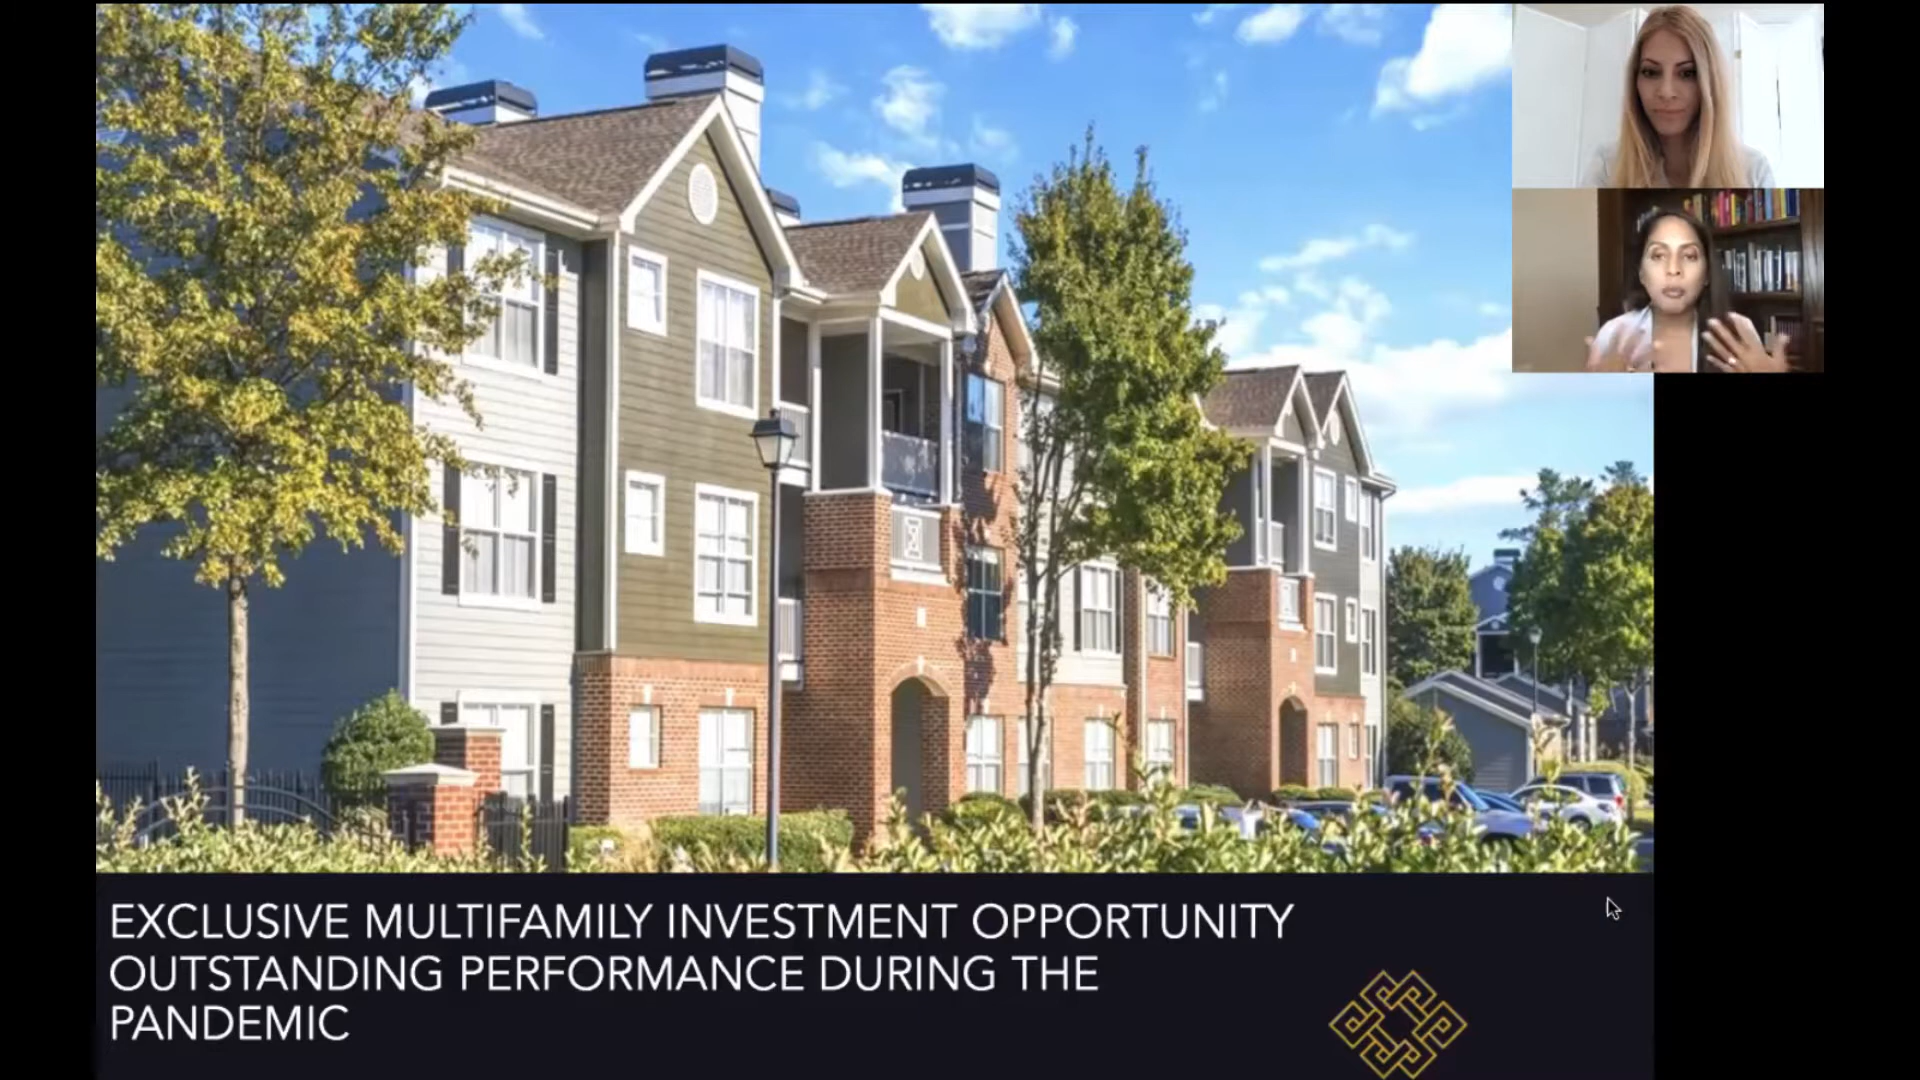 EXCLUSIVE MULTIFAMILY INVESTMENT OPPORTUNITY
OUTSTANDING PERFORMANCE DURING THE
PANDEMIC